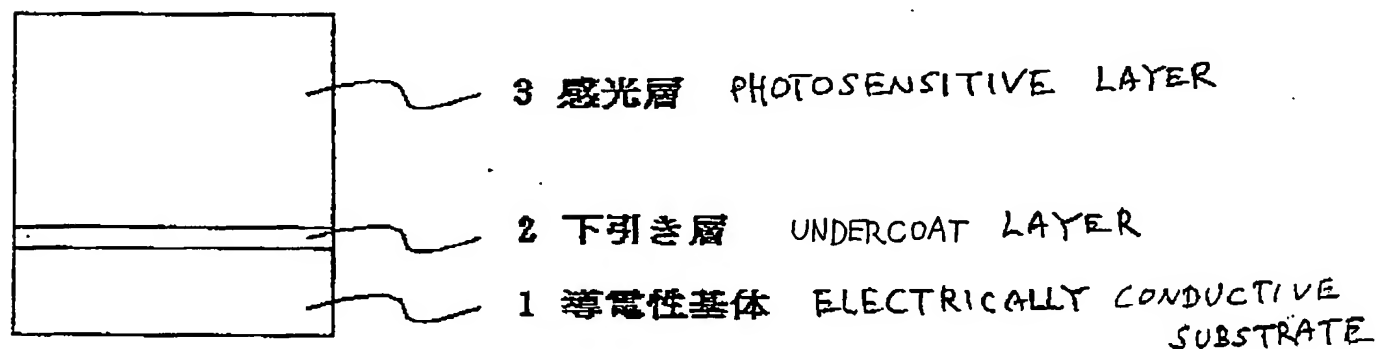 3 感光層 PHOTOSENSITIVE LAYER
2 下引き層 UNDERCOAT LAYER
1 導電性基体 ELECTRICALLY CONDUCTIVE
SUBSTRATE